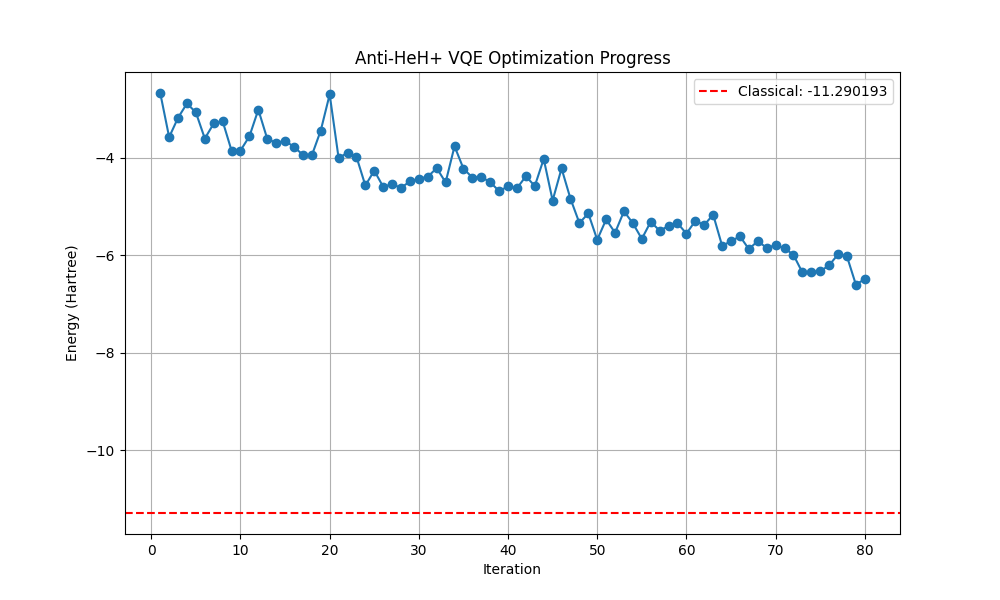 Anti-HeH+ VQE Optimization Progress
Classical: -11.290193
Energy (Hartree)
−4
−6
−8
−10
0 10 20 30 40 50 60 70 80
Iteration